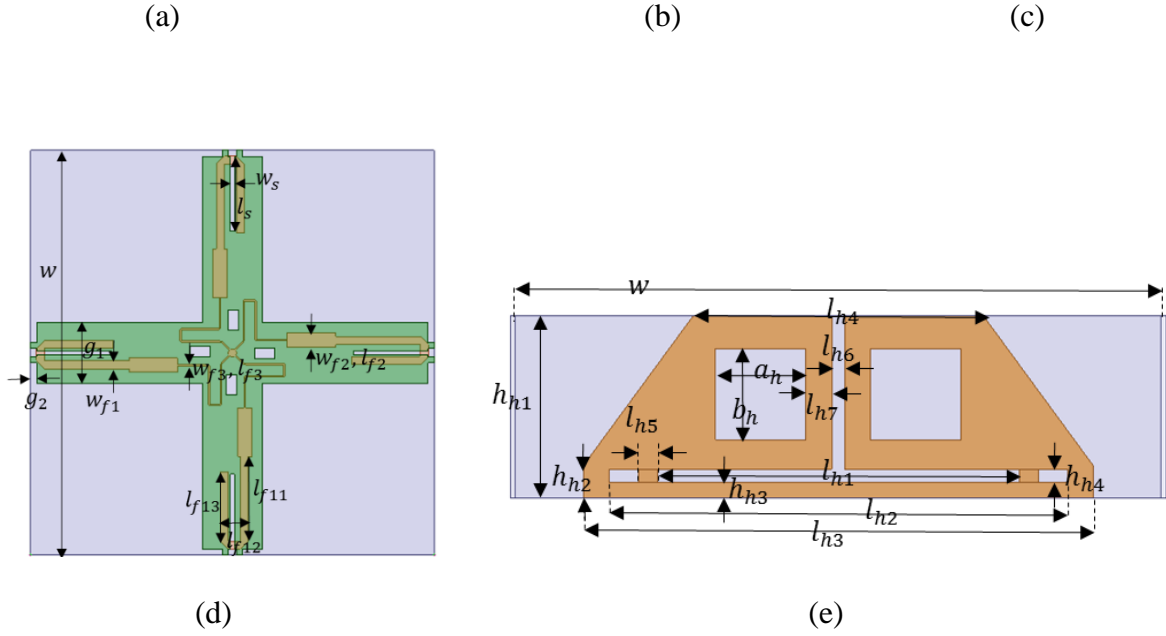 (a) (b) (c)
w_s
l_s
w
g_1
w_{f2}, l_{f2}
w_{f3}, l_{f3}
g_2
w_{f1}
l_{f11}
l_{f13}
l_{f12}
w
l_{h4}
l_{h6}
a_h
h_{h1}
b_h
l_{h7}
l_{h5}
h_{h2}
l_{h1}
h_{h4}
h_{h3}
l_{h2}
l_{h3}
(d) (e)